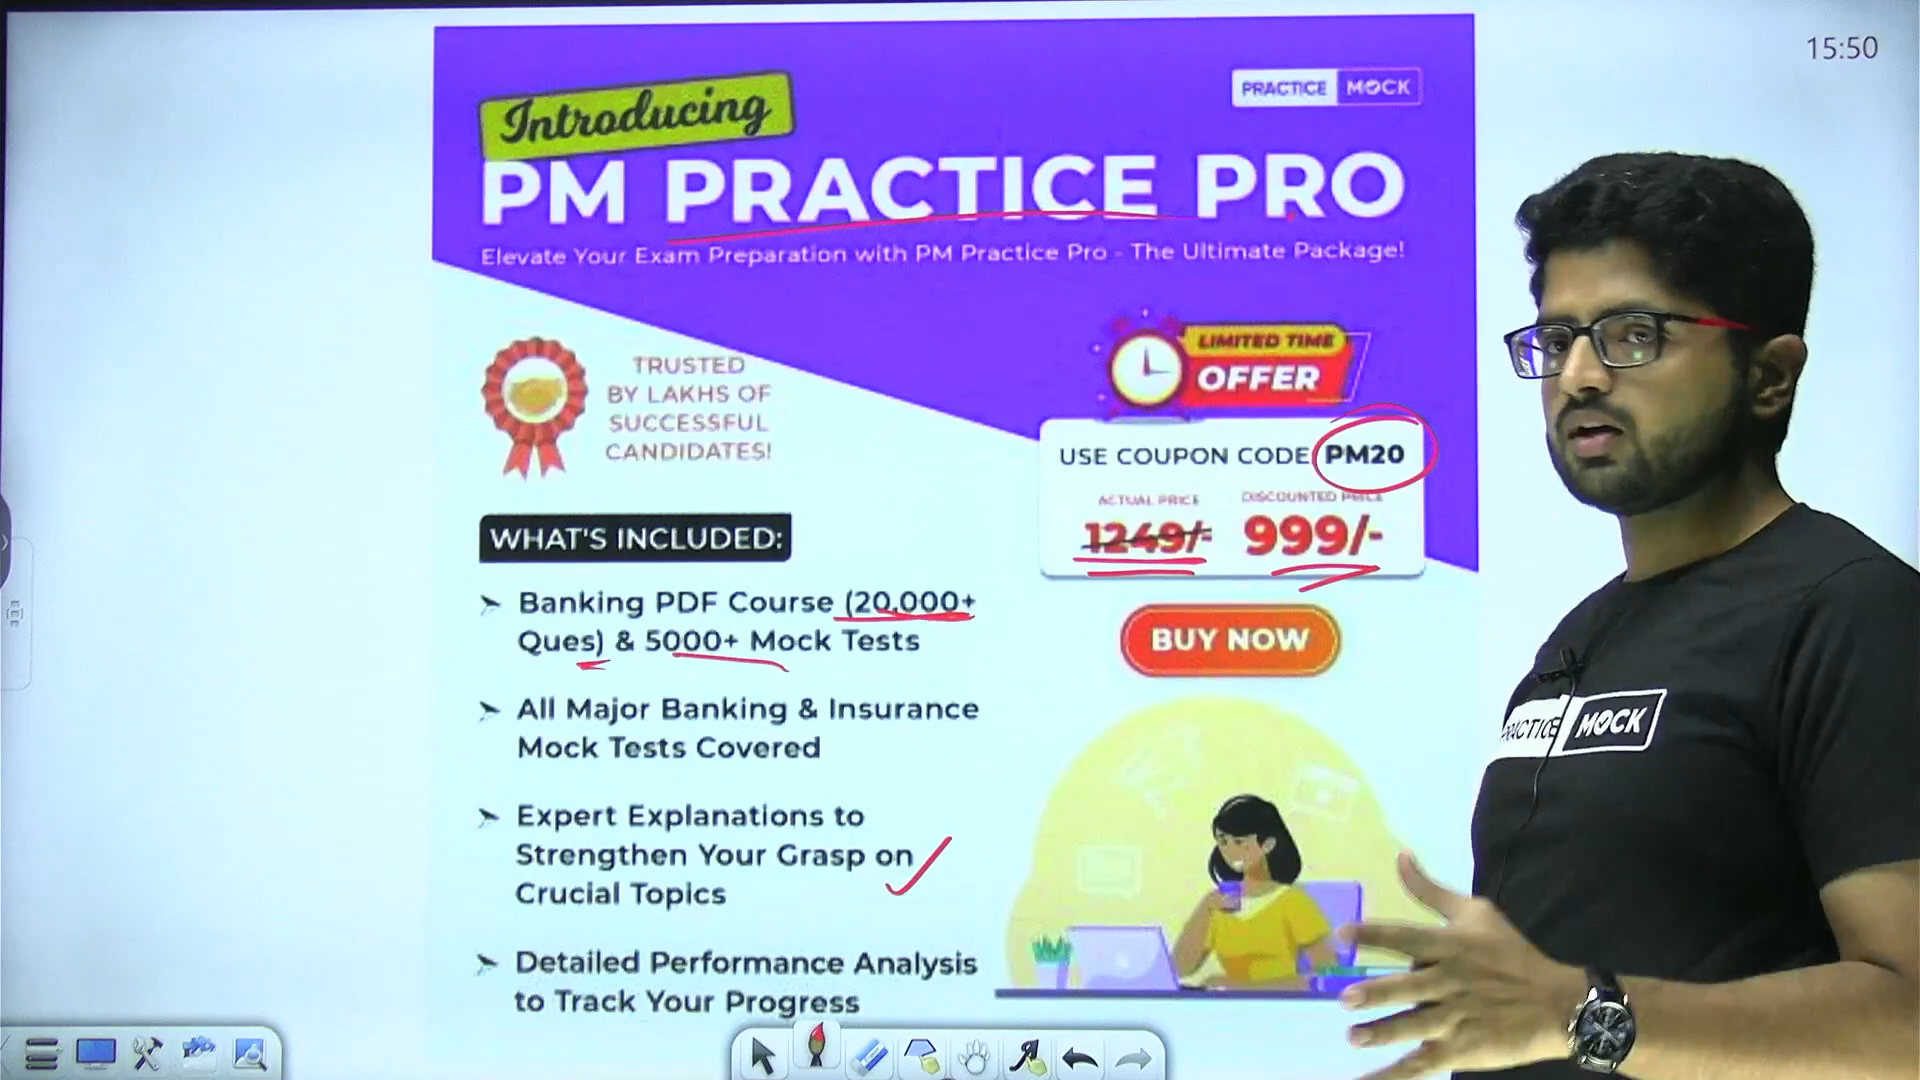 15:50
Introducing
PRACTICE MOCK
PM PRACTICE PRO
Elevate Your Exam Preparation with PM Practice Pro - The Ultimate Package!
TRUSTED
BY LAKHS OF
SUCCESSFUL
CANDIDATES!
LIMITED TIME
OFFER
USE COUPON CODE PM20
ACTUAL PRICE DISCOUNTED PRICE
1249/- 999/-
BUY NOW
WHAT'S INCLUDED:
Banking PDF Course (20,000+
Ques) & 5000+ Mock Tests
All Major Banking & Insurance
Mock Tests Covered
Expert Explanations to
Strengthen Your Grasp on
Crucial Topics
Detailed Performance Analysis
to Track Your Progress
PRACTICE MOCK